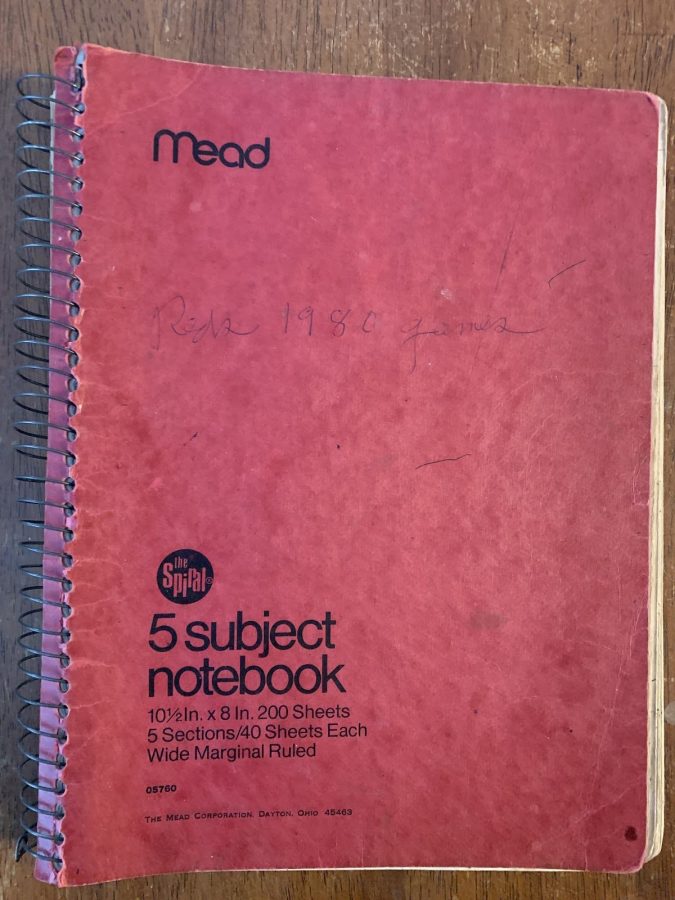 mead
Reds 1980 games
the
Spiral®
5 subject
notebook
10½ In. x 8 In. 200 Sheets
5 Sections/40 Sheets Each
Wide Marginal Ruled
05760
The Mead Corporation, Dayton, Ohio 45463